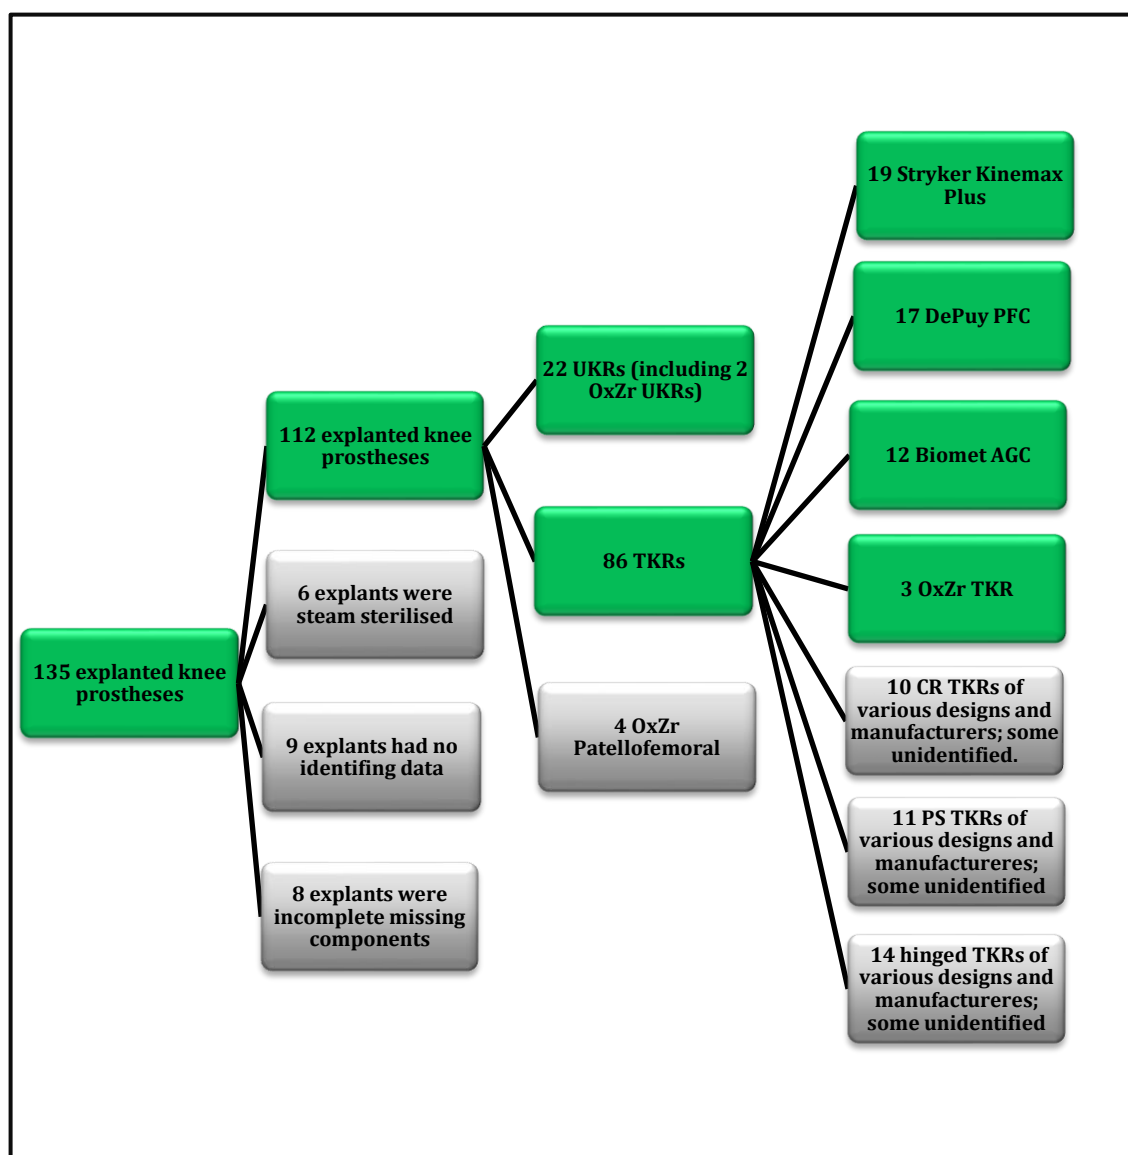 135 explanted knee
prostheses
112 explanted knee
prostheses
6 explants were
steam sterilised
9 explants had no
identifing data
8 explants were
incomplete missing
components
22 UKRs (including 2
OxZr UKRs)
86 TKRs
4 OxZr
Patellofemoral
19 Stryker Kinemax
Plus
17 DePuy PFC
12 Biomet AGC
3 OxZr TKR
10 CR TKRs of
various designs and
manufacturers; some
unidentified.
11 PS TKRs of
various designs and
manufactureres;
some unidentified
14 hinged TKRs of
various designs and
manufactureres;
some unidentified